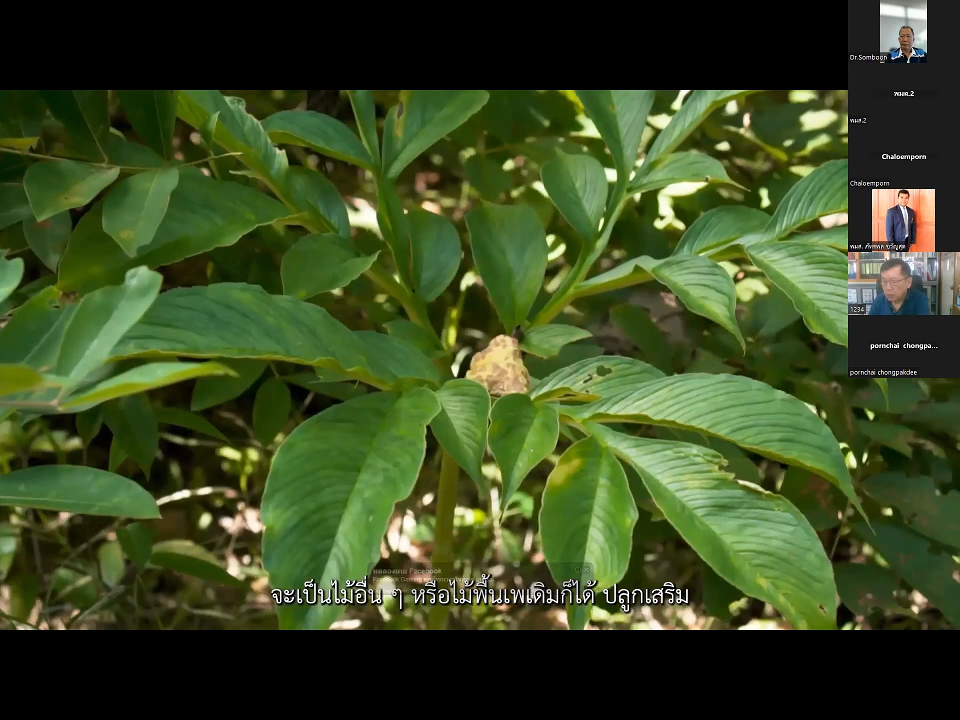 Dr.Somboon
พมส.2
พมส.2
Chaloemporn
Chaloemporn
1234
pornchai chongpa...
pornchai chongpakdee
จะเป็นไม้อื่น ๆ หรือไม้พื้นเพเดิมก็ได้ ปลูกเสริม